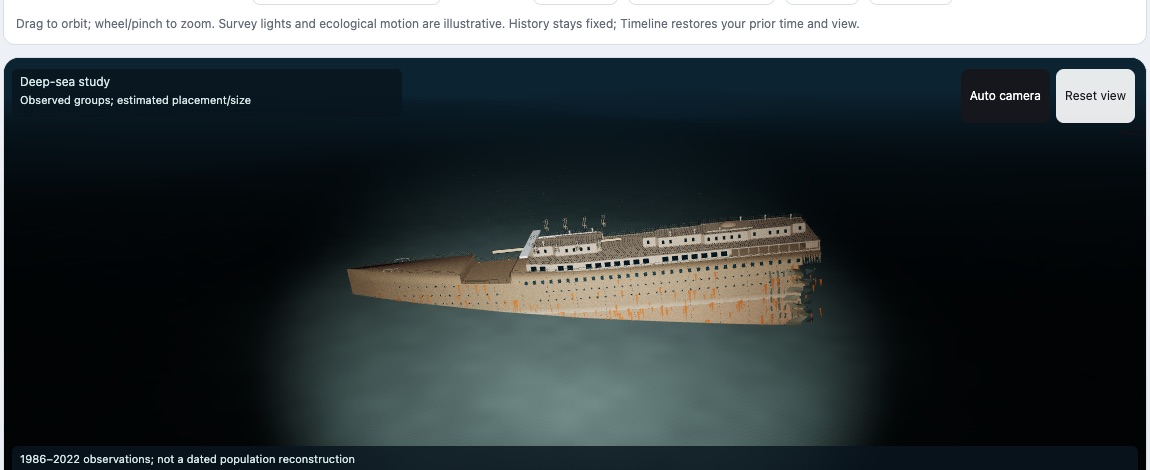 Drag to orbit; wheel/pinch to zoom. Survey lights and ecological motion are illustrative. History stays fixed; Timeline restores your prior time and view.
Deep-sea study
Observed groups; estimated placement/size
Auto camera
Reset view
1986–2022 observations; not a dated population reconstruction